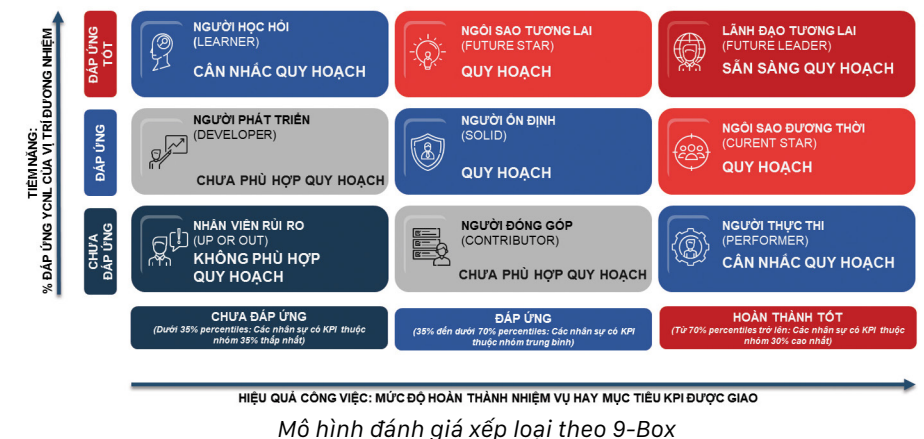 TIỀM NĂNG:
% ĐÁP ỨNG YCNL CỦA VỊ TRÍ ĐƯƠNG NHIỆM
ĐÁP ỨNG
TỐT
NGƯỜI HỌC HỎI
(LEARNER)
CÂN NHẮC QUY HOẠCH
NGÔI SAO TƯƠNG LAI
(FUTURE STAR)
QUY HOẠCH
LÃNH ĐẠO TƯƠNG LAI
(FUTURE LEADER)
SẴN SÀNG QUY HOẠCH
ĐÁP ỨNG
NGƯỜI PHÁT TRIỂN
(DEVELOPER)
CHƯA PHÙ HỢP QUY HOẠCH
NGƯỜI ỔN ĐỊNH
(SOLID)
QUY HOẠCH
NGÔI SAO ĐƯƠNG THỜI
(CURENT STAR)
QUY HOẠCH
CHƯA
ĐÁP ỨNG
NHÂN VIÊN RỦI RO
(UP OR OUT)
KHÔNG PHÙ HỢP
QUY HOẠCH
NGƯỜI ĐÓNG GÓP
(CONTRIBUTOR)
CHƯA PHÙ HỢP QUY HOẠCH
NGƯỜI THỰC THI
(PERFORMER)
CÂN NHẮC QUY HOẠCH
CHƯA ĐÁP ỨNG
(Dưới 35% percentiles: Các nhân sự có KPI thuộc
nhóm 35% thấp nhất)
ĐÁP ỨNG
(35% đến dưới 70% percentiles: Các nhân sự có KPI
thuộc nhóm trung bình)
HOÀN THÀNH TỐT
(Từ 70% percentiles trở lên: Các nhân sự có KPI thuộc
nhóm 30% cao nhất)
HIỆU QUẢ CÔNG VIỆC: MỨC ĐỘ HOÀN THÀNH NHIỆM VỤ HAY MỤC TIÊU KPI ĐƯỢC GIAO
Mô hình đánh giá xếp loại theo 9-Box